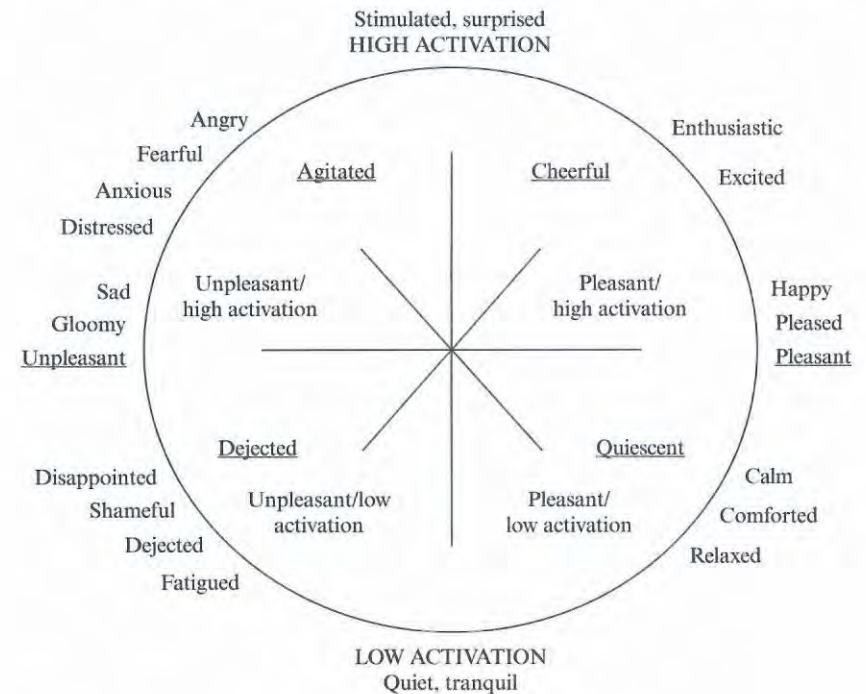 Stimulated, surprised
HIGH ACTIVATION
Angry
Enthusiastic
Fearful
Agitated
Cheerful
Excited
Anxious
Distressed
Unpleasant/
high activation
Pleasant/
high activation
Sad
Happy
Gloomy
Pleased
Unpleasant
Pleasant
Dejected
Quiescent
Disappointed
Calm
Shameful
Unpleasant/low
activation
Pleasant/
low activation
Comforted
Dejected
Relaxed
Fatigued
LOW ACTIVATION
Quiet, tranquil